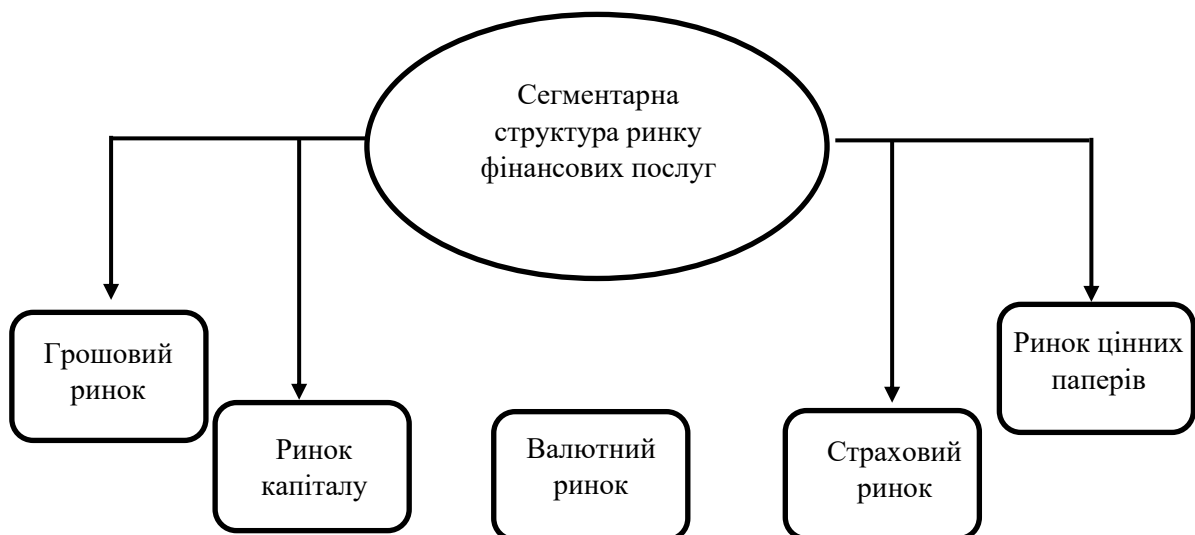 Сегментарна
структура ринку
фінансових послуг
Грошовий
ринок
Ринок
капіталу
Валютний
ринок
Страховий
ринок
Ринок цінних
паперів